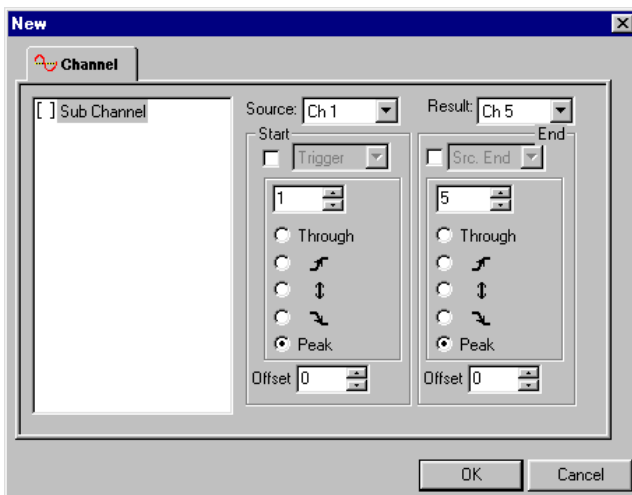 New
Channel
[ ] Sub Channel
Source: Ch 1
Result: Ch 5
Start
Trigger
1
Through
Peak
Offset 0
End
Src. End
5
Through
Peak
Offset 0
OK
Cancel